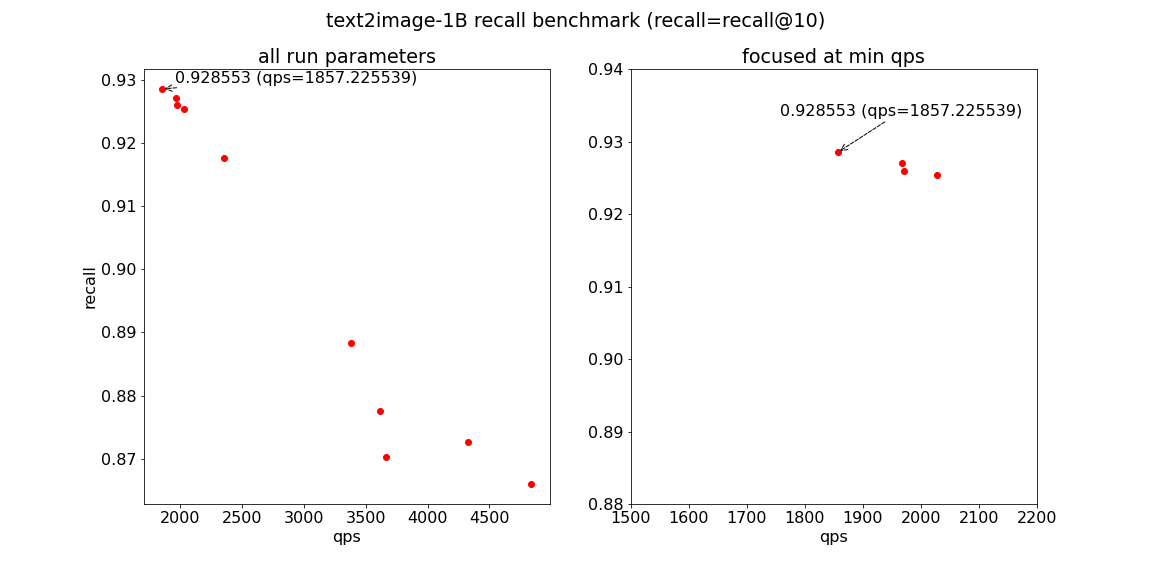 text2image-1B recall benchmark (recall=recall@10)
all run parameters
0.928553 (qps=1857.225539)
recall
0.93
0.92
0.91
0.90
0.89
0.88
0.87
2000 2500 3000 3500 4000 4500
qps
focused at min qps
0.928553 (qps=1857.225539)
0.94
0.93
0.92
0.91
0.90
0.89
0.88
1500 1600 1700 1800 1900 2000 2100 2200
qps